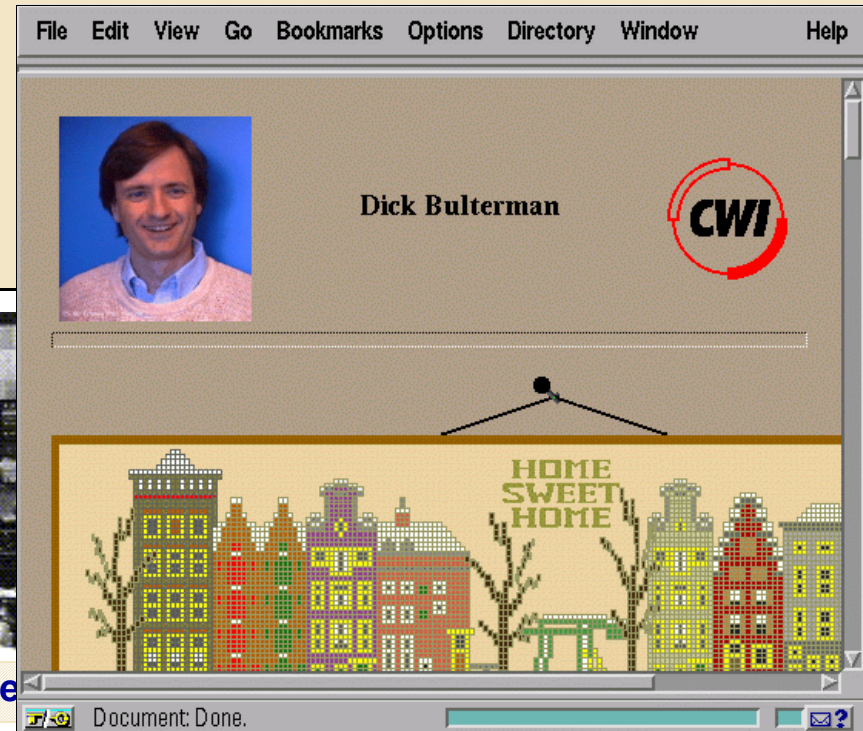 File Edit View Go Bookmarks Options Directory Window Help
Dick Bulterman
CWI
HOME
SWEET
HOME
e
Document: Done.
?